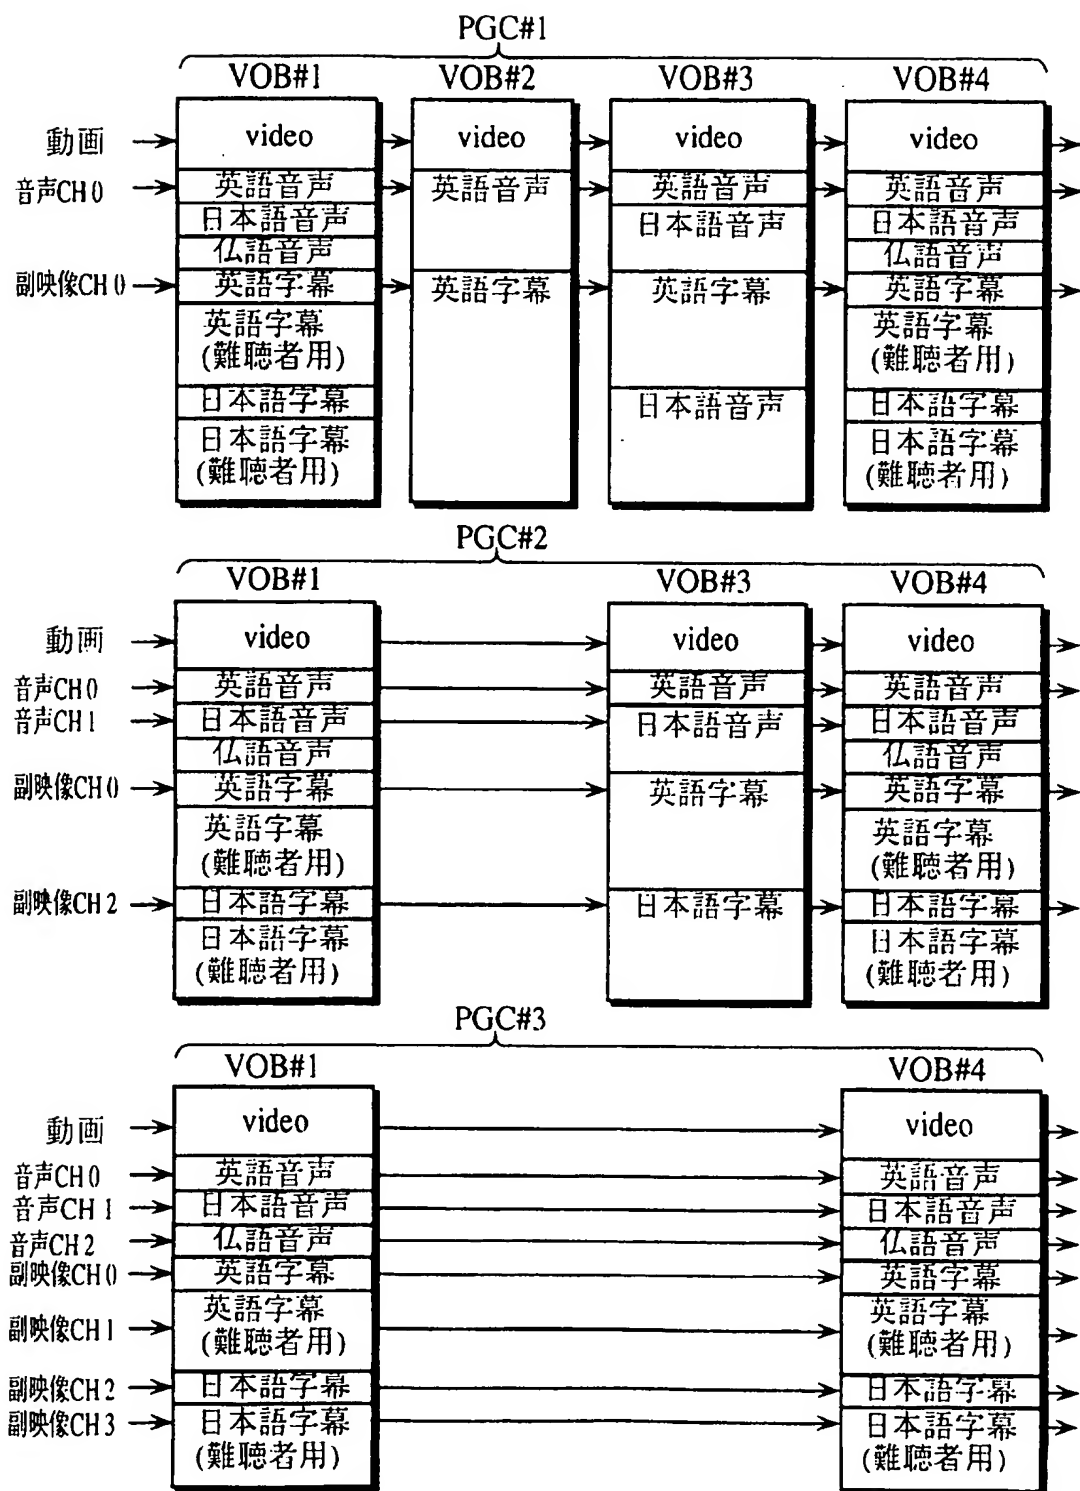 PGC#1
VOB#1 VOB#2 VOB#3 VOB#4
動画 video video video video
音声CH0 英語音声 英語音声 英語音声 英語音声
日本語音声 日本語音声 日本語音声
仏語音声 仏語音声
副映像CH0 英語字幕 英語字幕 英語字幕 英語字幕
英語字幕 英語字幕
(難聴者用) (難聴者用)
日本語字幕 日本語音声 日本語字幕
日本語字幕 日本語字幕
(難聴者用) (難聴者用)
PGC#2
VOB#1 VOB#3 VOB#4
動画 video video video
音声CH0 英語音声 英語音声 英語音声
音声CH1 日本語音声 日本語音声 日本語音声
仏語音声 仏語音声
副映像CH0 英語字幕 英語字幕 英語字幕
英語字幕 英語字幕
(難聴者用) (難聴者用)
副映像CH2 日本語字幕 日本語字幕 日本語字幕
日本語字幕 日本語字幕
(難聴者用) (難聴者用)
PGC#3
VOB#1 VOB#4
動画 video video
音声CH0 英語音声 英語音声
音声CH1 日本語音声 日本語音声
音声CH2 仏語音声 仏語音声
副映像CH0 英語字幕 英語字幕
英語字幕 英語字幕
副映像CH1 (難聴者用) (難聴者用)
副映像CH2 日本語字幕 日本語字幕
副映像CH3 日本語字幕 日本語字幕
(難聴者用) (難聴者用)